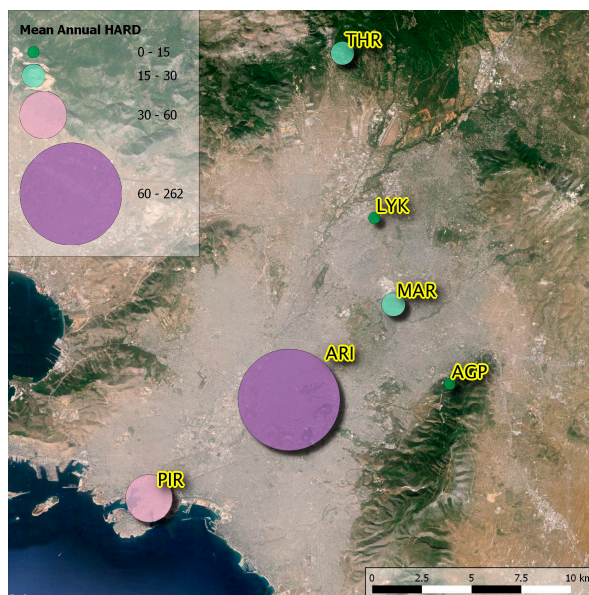 Mean Annual HARD
0 - 15
15 - 30
30 - 60
60 - 262
THR
LYK
MAR
ARI
AGP
PIR
0 2.5 5 7.5 10 km